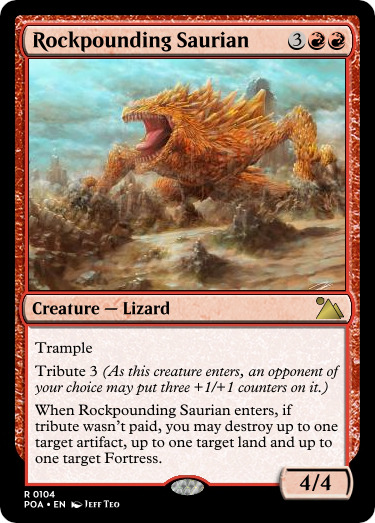 Rockpounding Saurian 3
Creature — Lizard
Trample
Tribute 3 (As this creature enters, an opponent of
your choice may put three +1/+1 counters on it.)
When Rockpounding Saurian enters, if
tribute wasn't paid, you may destroy up to one
target artifact, up to one target land and up to
one target Fortress.
4/4
R 0104
POA • EN Jeff Teo